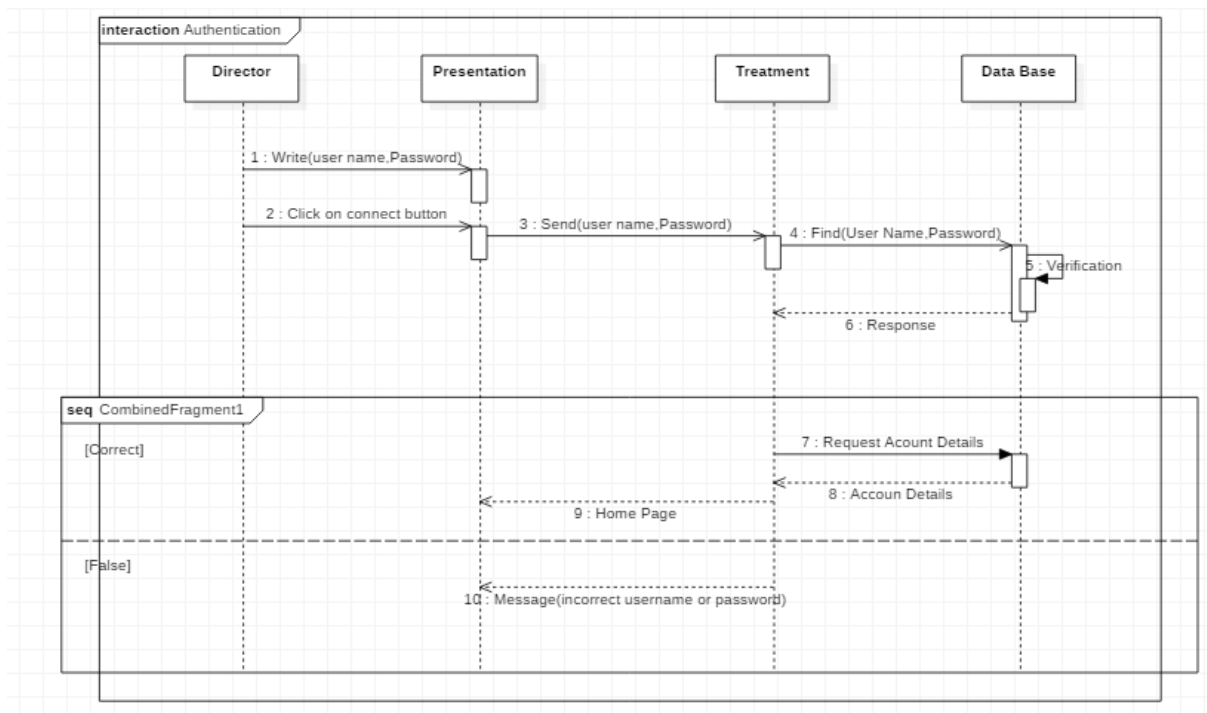 interaction Authentication
Director
Presentation
Treatment
Data Base
1 : Write(user name,Password)
2 : Click on connect button
3 : Send(user name,Password)
4 : Find(User Name,Password)
5 : Verification
6 : Response
seq CombinedFragment1
[Correct]
7 : Request Acount Details
8 : Accoun Details
9 : Home Page
[False]
10 : Message(incorrect username or password)